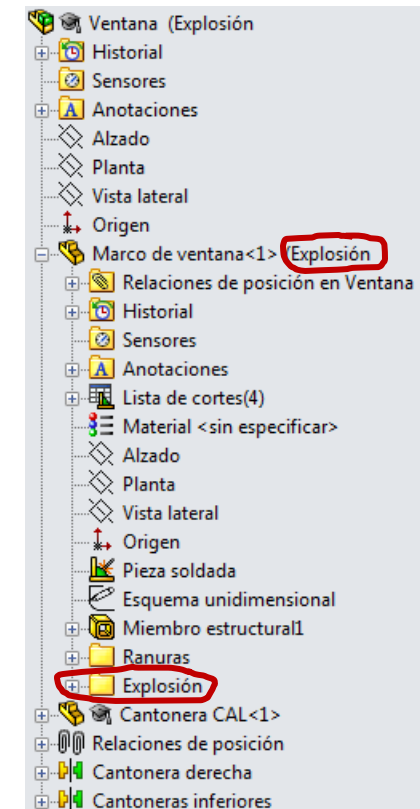 Ventana (Explosión
Historial
Sensores
Anotaciones
Alzado
Planta
Vista lateral
Origen
Marco de ventana<1> (Explosión
Relaciones de posición en Ventana
Historial
Sensores
Anotaciones
Lista de cortes(4)
Material <sin especificar>
Alzado
Planta
Vista lateral
Origen
Pieza soldada
Esquema unidimensional
Miembro estructural1
Ranuras
Explosión
Cantonera CAL<1>
Relaciones de posición
Cantonera derecha
Cantoneras inferiores